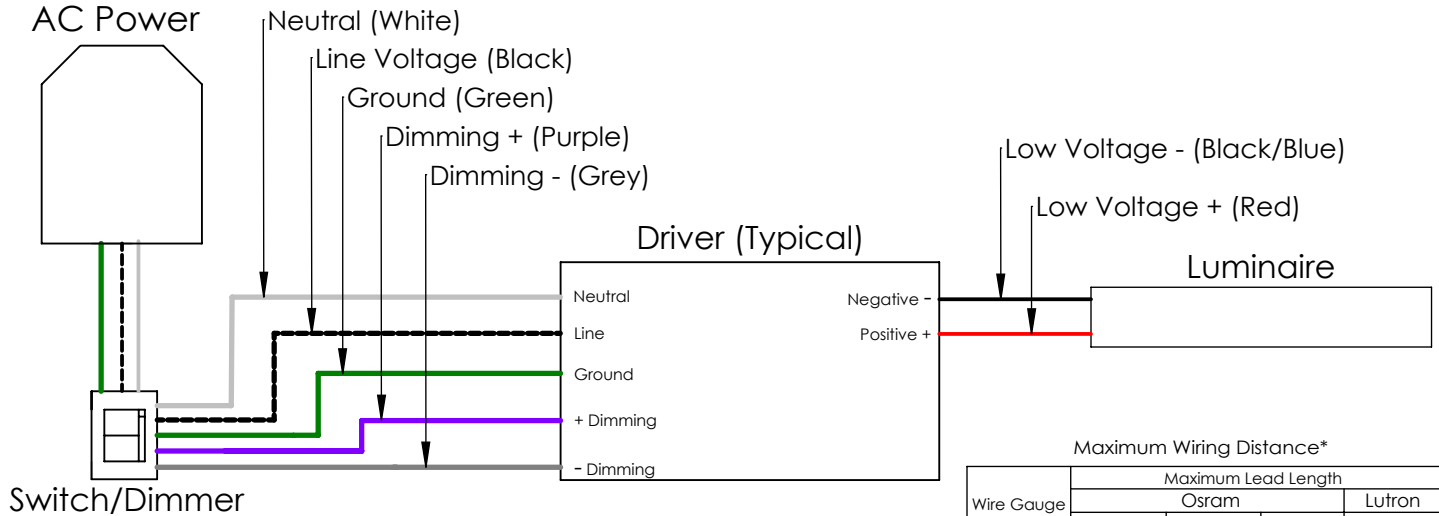 AC Power
Neutral (White)
Line Voltage (Black)
Ground (Green)
Dimming + (Purple)
Dimming - (Grey)
Low Voltage - (Black/Blue)
Low Voltage + (Red)
Driver (Typical)
Luminaire
Neutral
Line
Ground
+ Dimming
- Dimming
Negative -
Positive +
Switch/Dimmer
Maximum Wiring Distance*
Maximum Lead Length
Wire Gauge
Osram
Lutron